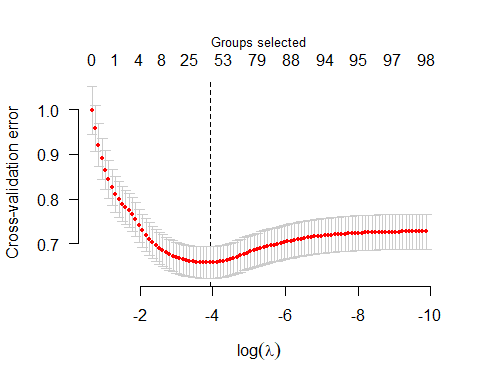 Groups selected
0 1 4 8 25 53 79 88 94 95 97 98
Cross-validation error
1.0
0.9
0.8
0.7
-2 -4 -6 -8 -10
log(λ)